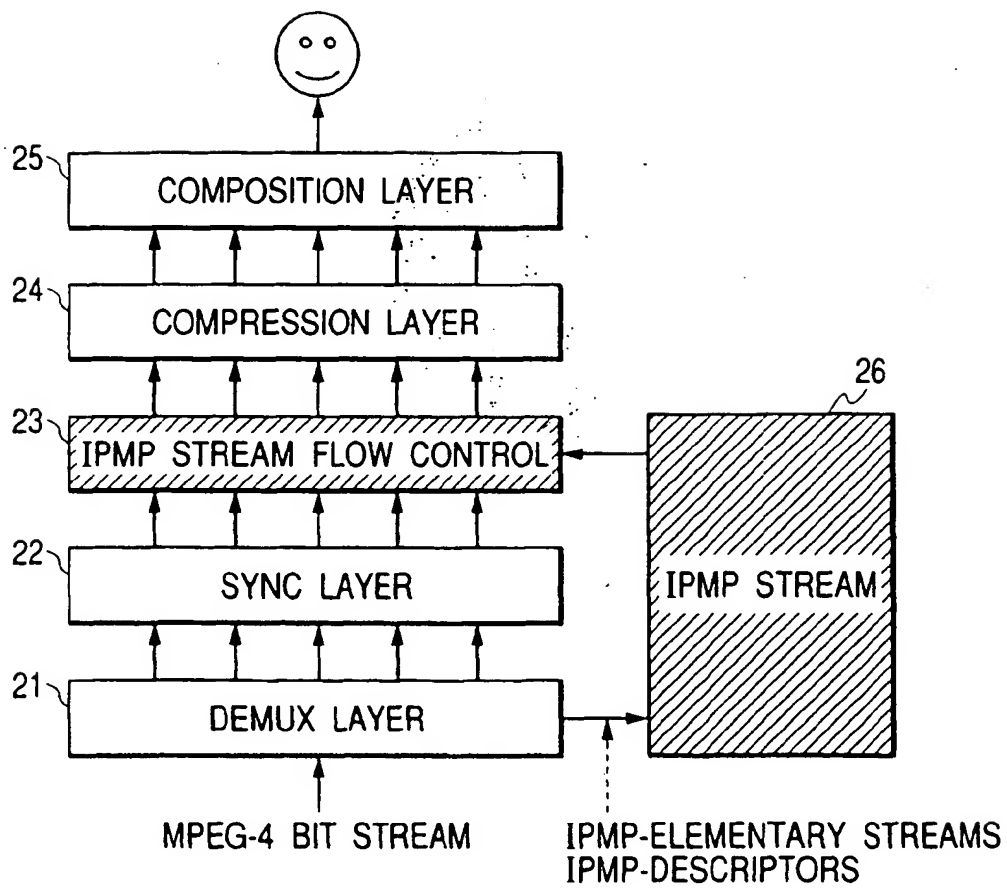 25
COMPOSITION LAYER
24
COMPRESSION LAYER
26
23
IPMP STREAM FLOW CONTROL
22
SYNC LAYER
IPMP STREAM
21
DEMUX LAYER
MPEG-4 BIT STREAM
IPMP-ELEMENTARY STREAMS
IPMP-DESCRIPTORS